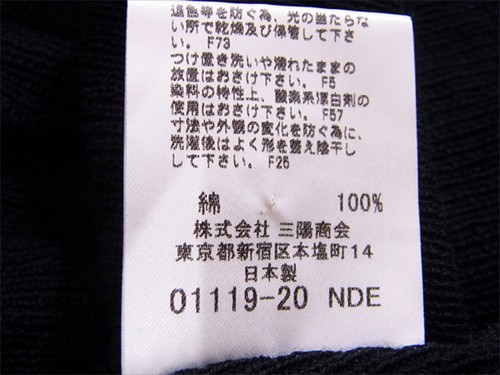 退色等を防ぐ為、光の当たらな
い所で乾燥及び保管して下さ
い。 F73
つけ置き洗いや濡れたままの
放置はおさけ下さい。 F5
染料の特性上、酸素系漂白剤の
使用はおさけ下さい。 F57
寸法や外観の変化を防ぐ為に、
洗濯後はよく形を整え陰干し
して下さい。 F26
綿 100%
株式会社 三陽商会
東京都新宿区本塩町14
日本製
01119-20 NDE